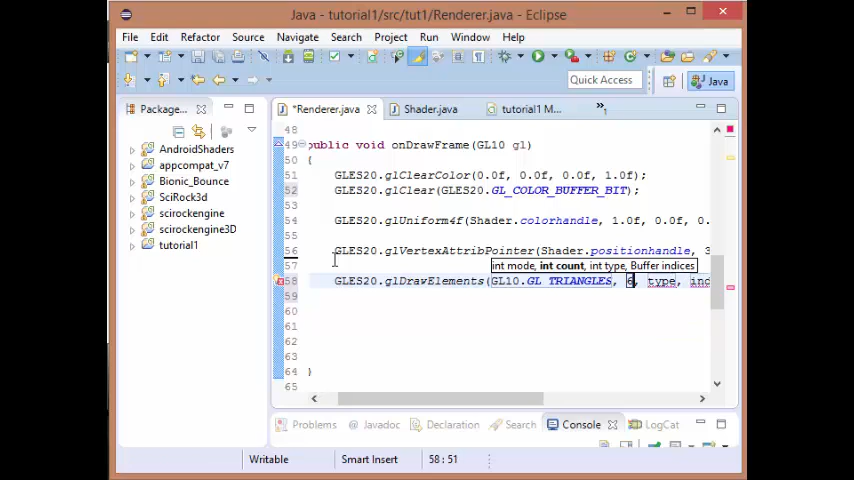 Java - tutorial1/src/tut1/Renderer.java - Eclipse
File Edit Refactor Source Navigate Search Project Run Window Help
Quick Access
Java
Package...
*Renderer.java
Shader.java
tutorial1 M...
»1
AndroidShaders
appcompat_v7
Bionic_Bounce
SciRock3d
scirockengine
scirockengine3D
tutorial1
48
49 public void onDrawFrame(GL10 gl)
50 {
51 GLES20.glClearColor(0.0f, 0.0f, 0.0f, 1.0f);
52 GLES20.glClear(GLES20.GL_COLOR_BUFFER_BIT);
53
54 GLES20.glUniform4f(Shader.colorhandle, 1.0f, 0.0f, 0.
55
56 GLES20.glVertexAttribPointer(Shader.positionhandle, 3
57 int mode, int count, int type, Buffer indices
58 GLES20.glDrawElements(GL10.GL_TRIANGLES, 6, type, ind
59
60
61
62
63
64 }
65
Problems Javadoc Declaration Search Console LogCat
Writable Smart Insert 58 : 51